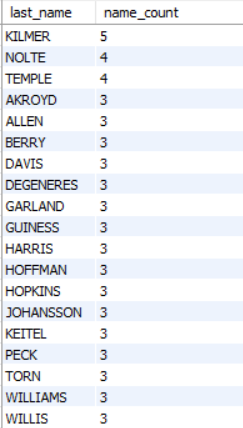 last_name name_count
KILMER 5
NOLTE 4
TEMPLE 4
AKROYD 3
ALLEN 3
BERRY 3
DAVIS 3
DEGENERES 3
GARLAND 3
GUINESS 3
HARRIS 3
HOFFMAN 3
HOPKINS 3
JOHANSSON 3
KEITEL 3
PECK 3
TORN 3
WILLIAMS 3
WILLIS 3